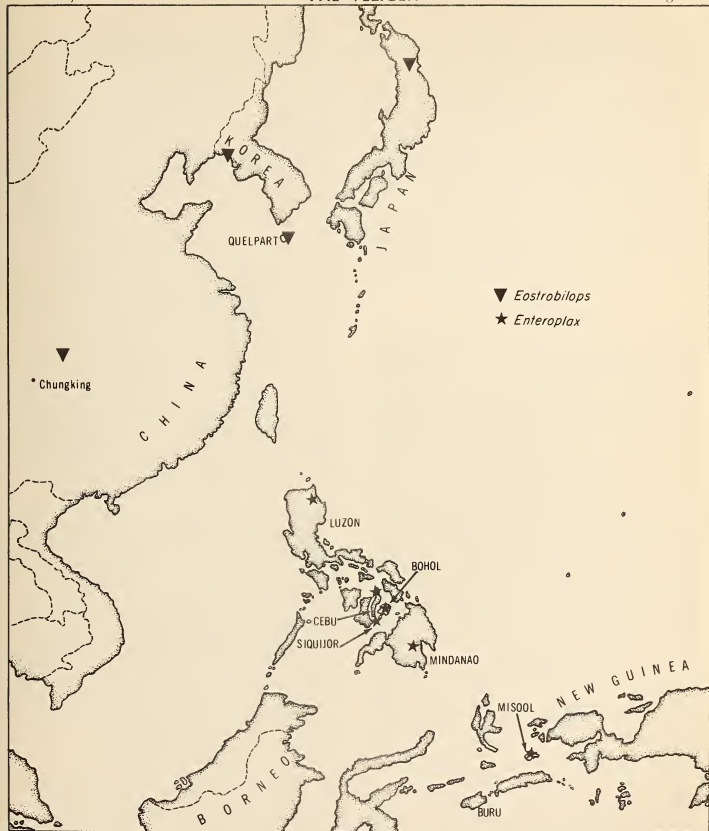 KOREA
JAPAN
QUELPART
▼ Eostrobilops
★ Enteroplax
• Chungking
CHINA
LUZON
BOHOL
CEBU
SIQUIJOR
MINDANAO
NEW GUINEA
MISOOL
BORNEO
BURU